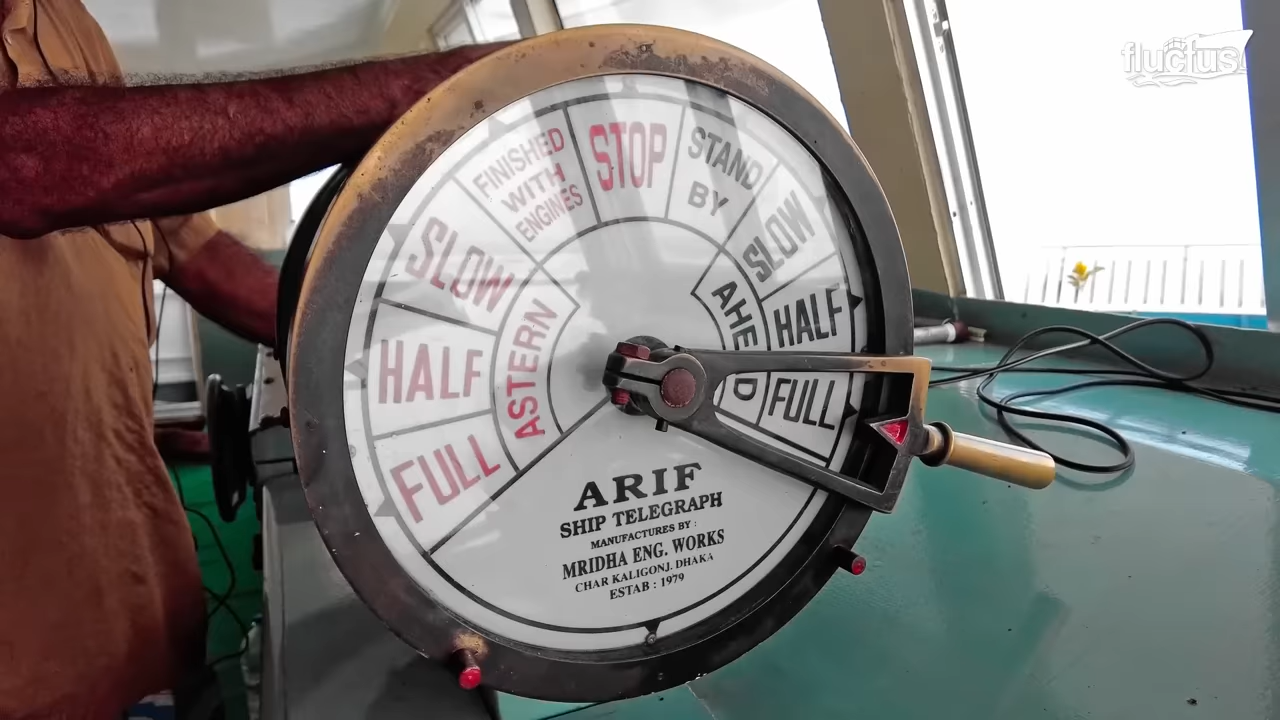 fluctus
FINISHED
WITH
ENGINES
STOP
STAND
BY
SLOW
SLOW
HALF
HALF
FULL
FULL
ASTERN
AHEAD
ARIF
SHIP TELEGRAPH
MANUFACTURES BY :
MRIDHA ENG. WORKS
CHAR KALIGONJ. DHAKA
ESTAB : 1979